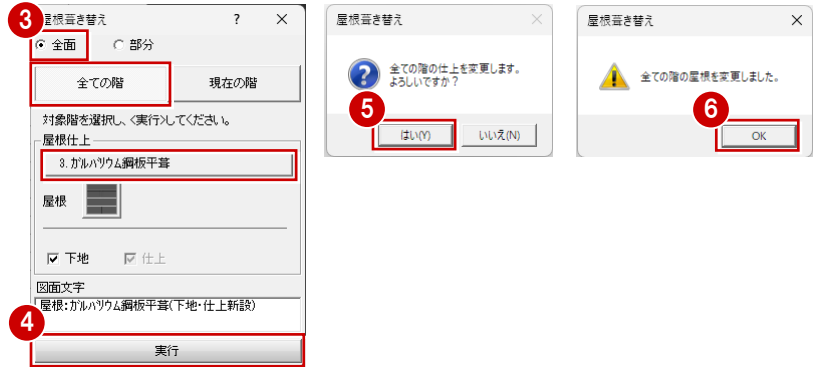 3
屋根葺き替え ? ×
全面 部分
全ての階 現在の階
対象階を選択し、〈実行〉してください。
屋根仕上
3.ガルバリウム鋼板平葺
屋根
下地 仕上
図面文字
屋根:ガルバリウム鋼板平葺(下地・仕上新設)
4
実行
屋根葺き替え ×
全ての階の仕上を変更します。
よろしいですか?
5
はい(Y) いいえ(N)
屋根葺き替え ×
全ての階の屋根を変更しました。
6
OK